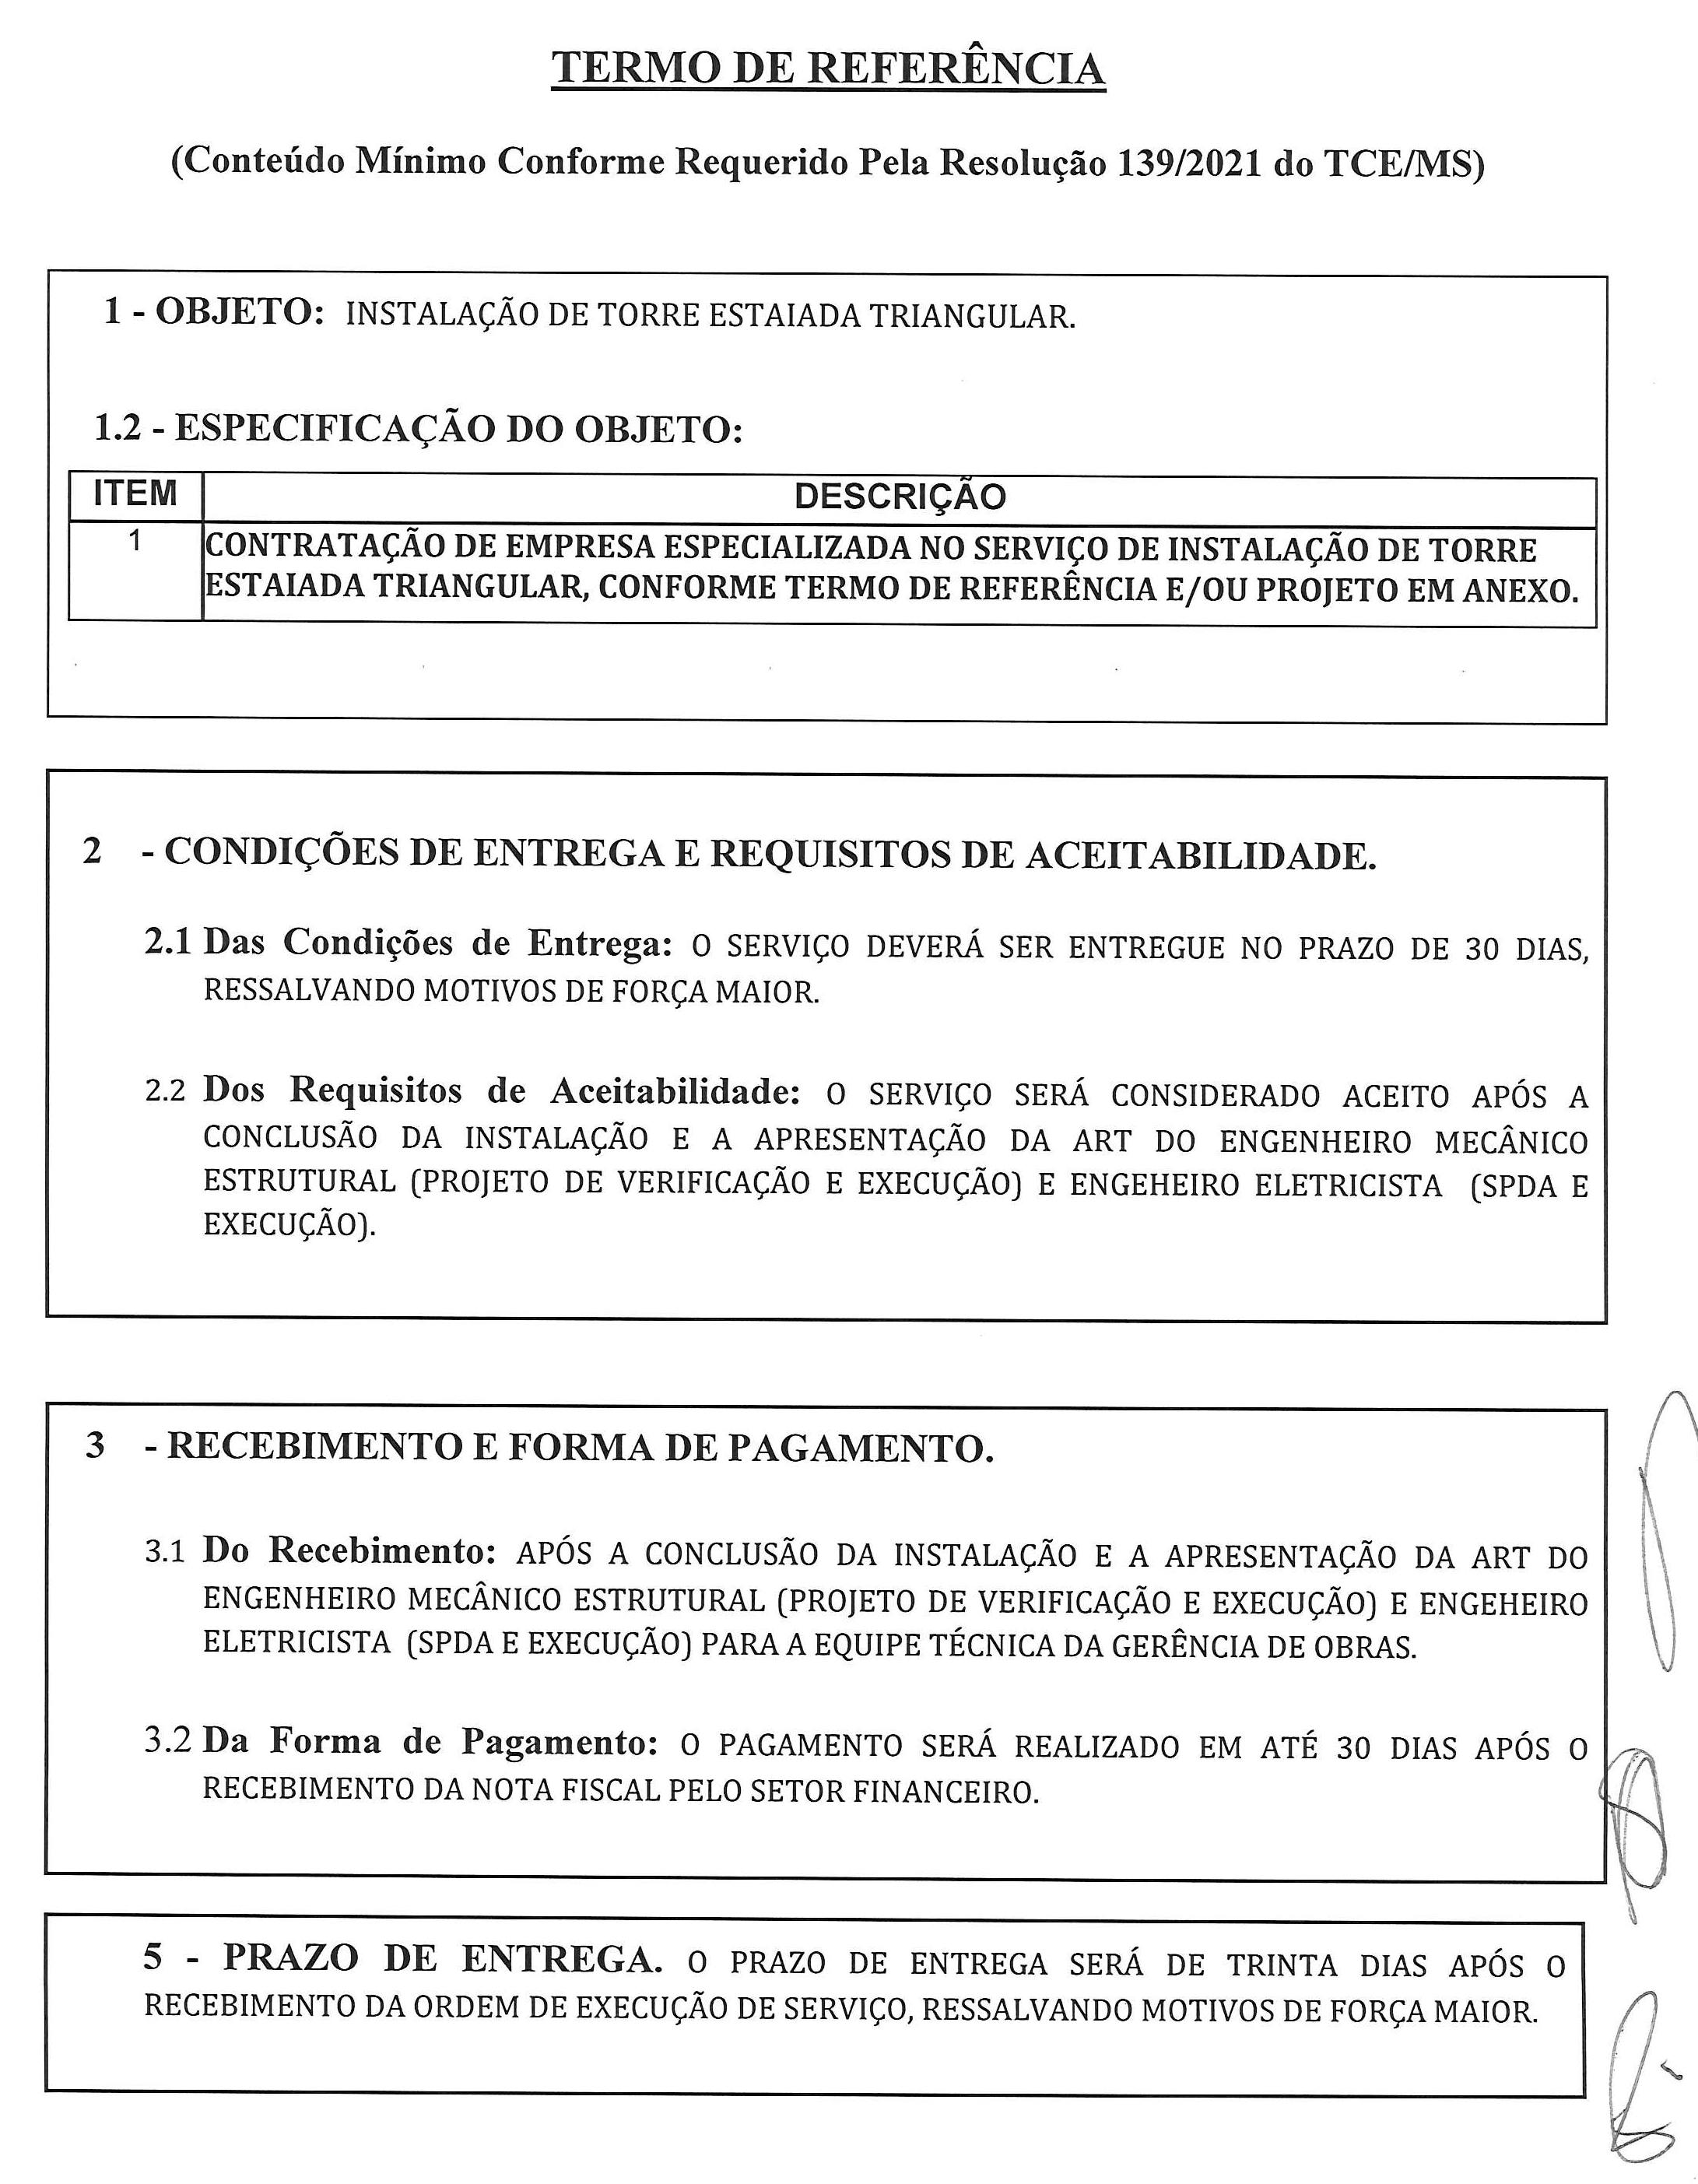 TERMO DE REFERÊNCIA
(Conteúdo Mínimo Conforme Requerido Pela Resolução 139/2021 do TCE/MS)
1 - OBJETO: INSTALAÇÃO DE TORRE ESTAIADA TRIANGULAR.
1.2 - ESPECIFICAÇÃO DO OBJETO:
ITEM DESCRIÇÃO
1 CONTRATAÇÃO DE EMPRESA ESPECIALIZADA NO SERVIÇO DE INSTALAÇÃO DE TORRE
ESTAIADA TRIANGULAR, CONFORME TERMO DE REFERÊNCIA E/OU PROJETO EM ANEXO.
2 - CONDIÇÕES DE ENTREGA E REQUISITOS DE ACEITABILIDADE.
2.1 Das Condições de Entrega: O SERVIÇO DEVERÁ SER ENTREGUE NO PRAZO DE 30 DIAS,
RESSALVANDO MOTIVOS DE FORÇA MAIOR.
2.2 Dos Requisitos de Aceitabilidade: O SERVIÇO SERÁ CONSIDERADO ACEITO APÓS A
CONCLUSÃO DA INSTALAÇÃO E A APRESENTAÇÃO DA ART DO ENGENHEIRO MECÂNICO
ESTRUTURAL (PROJETO DE VERIFICAÇÃO E EXECUÇÃO) E ENGEHEIRO ELETRICISTA (SPDA E
EXECUÇÃO).
3 - RECEBIMENTO E FORMA DE PAGAMENTO.
3.1 Do Recebimento: APÓS A CONCLUSÃO DA INSTALAÇÃO E A APRESENTAÇÃO DA ART DO
ENGENHEIRO MECÂNICO ESTRUTURAL (PROJETO DE VERIFICAÇÃO E EXECUÇÃO) E ENGEHEIRO
ELETRICISTA (SPDA E EXECUÇÃO) PARA A EQUIPE TÉCNICA DA GERÊNCIA DE OBRAS.
3.2 Da Forma de Pagamento: O PAGAMENTO SERÁ REALIZADO EM ATÉ 30 DIAS APÓS O
RECEBIMENTO DA NOTA FISCAL PELO SETOR FINANCEIRO.
5 - PRAZO DE ENTREGA. O PRAZO DE ENTREGA SERÁ DE TRINTA DIAS APÓS O
RECEBIMENTO DA ORDEM DE EXECUÇÃO DE SERVIÇO, RESSALVANDO MOTIVOS DE FORÇA MAIOR.